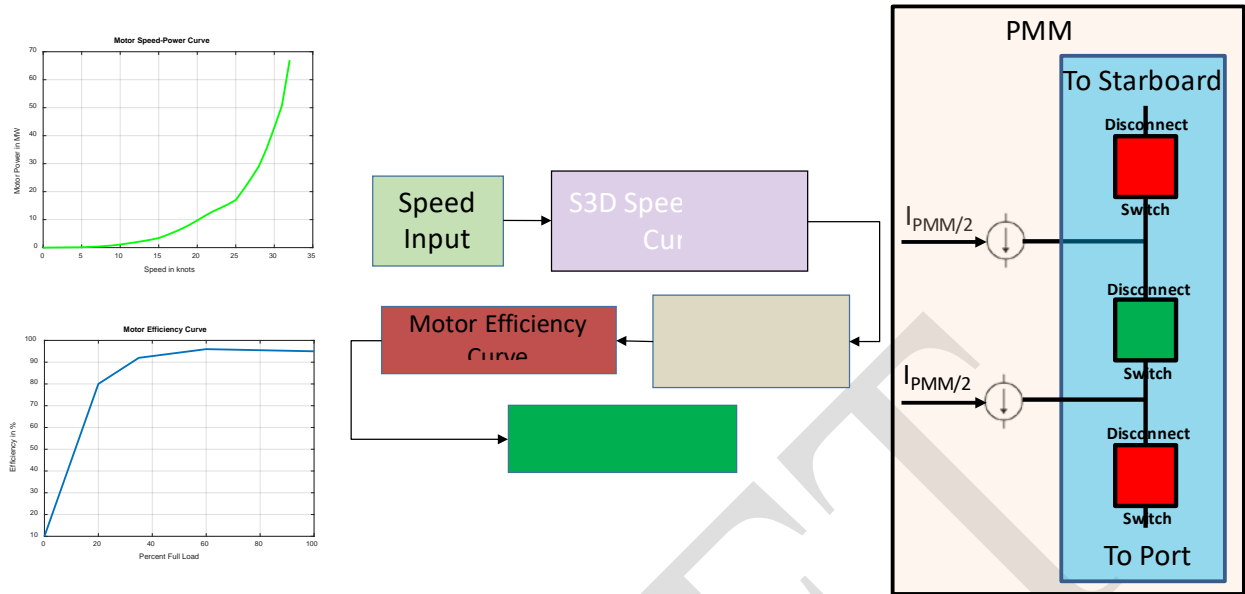 Motor Speed-Power Curve
70
60
50
40
30
20
10
0
Motor Power in MW
0 5 10 15 20 25 30 35
Speed in knots
Motor Efficiency Curve
100
90
80
70
60
50
40
30
20
10
Efficiency in %
0 20 40 60 80 100
Percent Full Load
Speed
Input
S3D Spee
Cur
Motor Efficiency
Curve
PMM
To Starboard
Disconnect
Switch
IPMM/2
Disconnect
Switch
IPMM/2
Disconnect
Switch
To Port